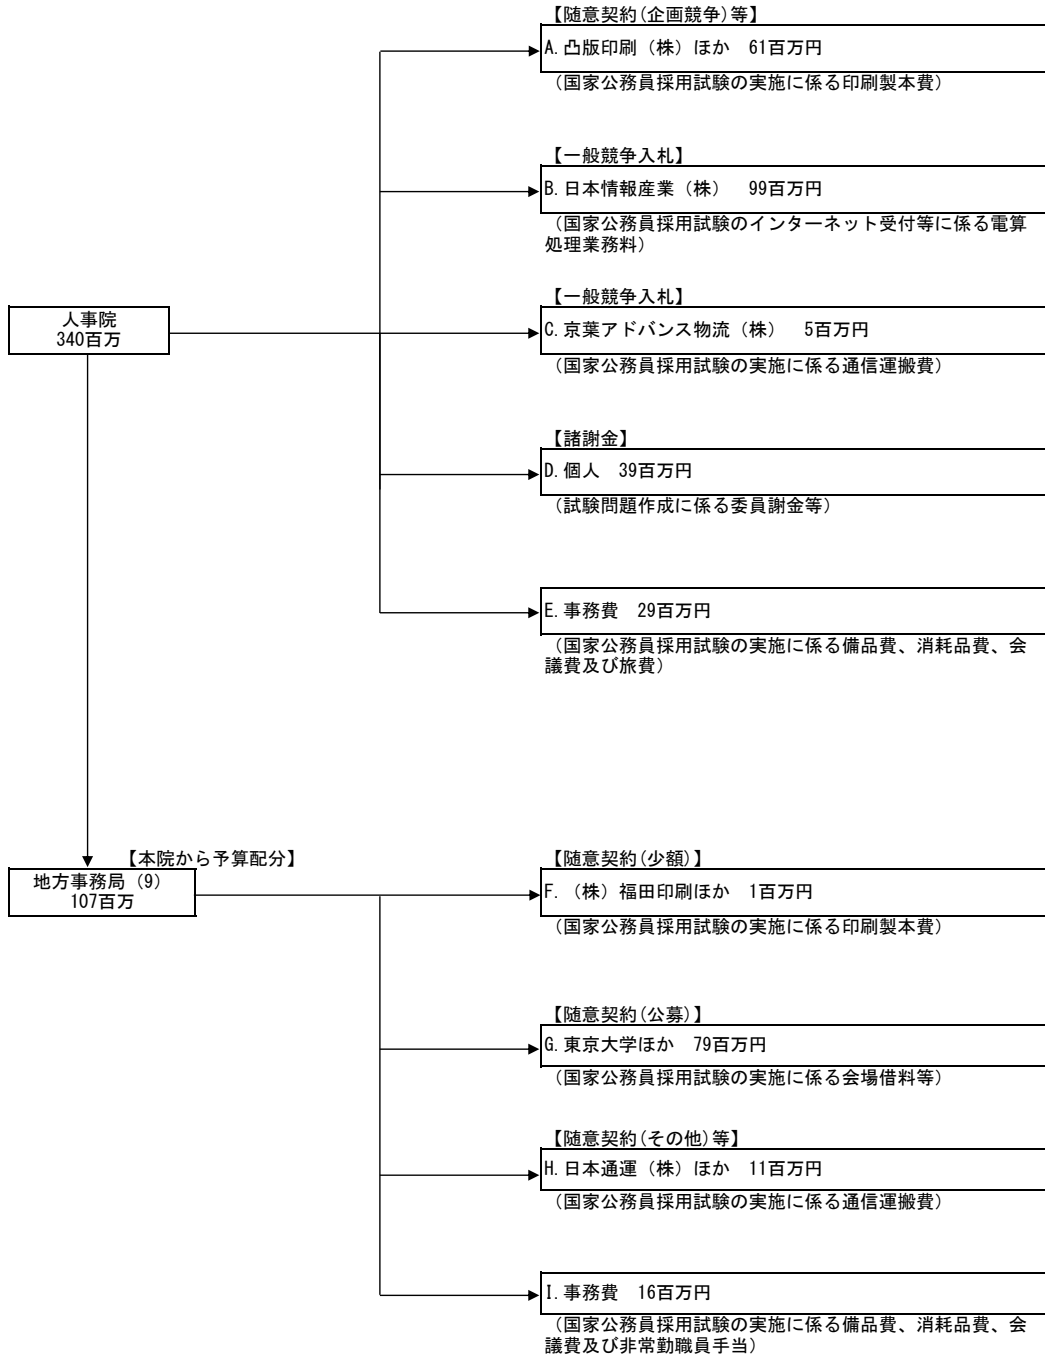 【随意契約(企画競争)等】
A.凸版印刷（株）ほか　61百万円
（国家公務員採用試験の実施に係る印刷製本費）
【一般競争入札】
B.日本情報産業（株）　99百万円
（国家公務員採用試験のインターネット受付等に係る電算
処理業務料）
【一般競争入札】
人事院
340百万
C.京葉アドバンス物流（株）　5百万円
（国家公務員採用試験の実施に係る通信運搬費）
【諸謝金】
D.個人　39百万円
（試験問題作成に係る委員謝金等）
E.事務費　29百万円
（国家公務員採用試験の実施に係る備品費、消耗品費、会
議費及び旅費）
【本院から予算配分】
地方事務局（9）
107百万
【随意契約(少額)】
F.（株）福田印刷ほか　1百万円
（国家公務員採用試験の実施に係る印刷製本費）
【随意契約(公募)】
G.東京大学ほか　79百万円
（国家公務員採用試験の実施に係る会場借料等）
【随意契約(その他)等】
H.日本通運（株）ほか　11百万円
（国家公務員採用試験の実施に係る通信運搬費）
I.事務費　16百万円
（国家公務員採用試験の実施に係る備品費、消耗品費、会
議費及び非常勤職員手当）